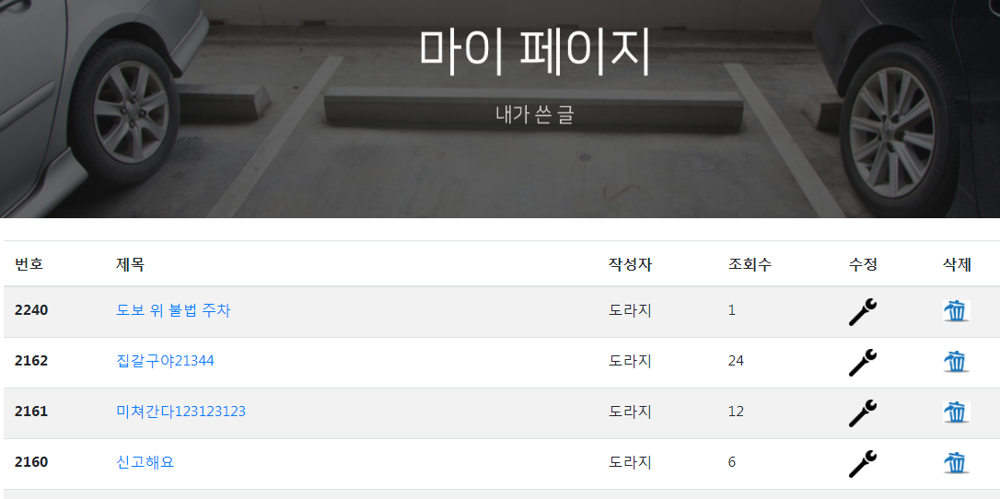 마이 페이지
내가 쓴 글
번호 제목 작성자 조회수 수정 삭제
2240 도보 위 불법 주차 도라지 1
2162 집갈구야21344 도라지 24
2161 미쳐간다123123123 도라지 12
2160 신고해요 도라지 6